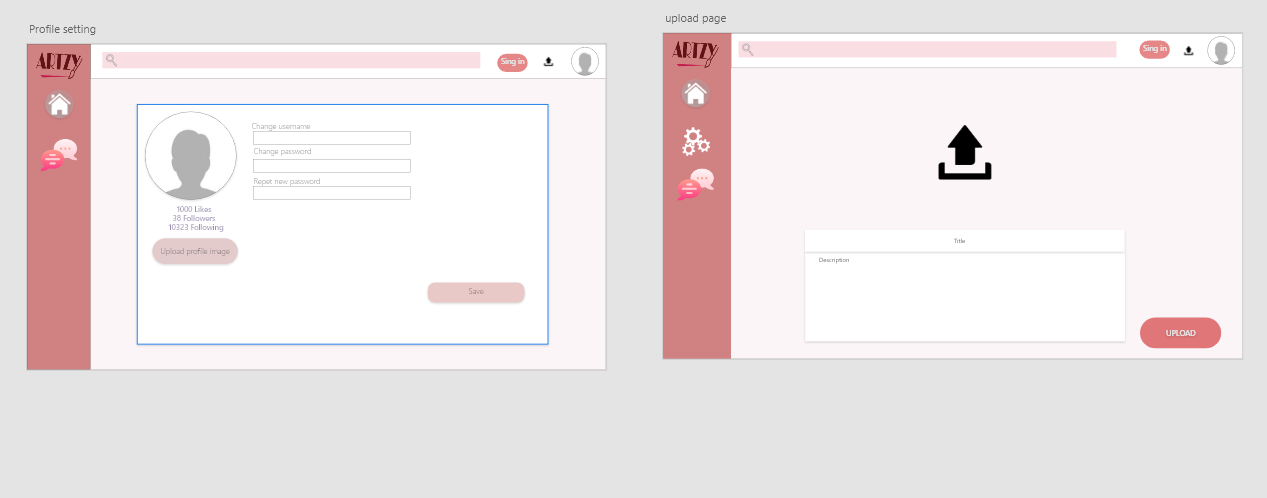 Profile setting
ARTZY
Sing in
Change username
Change password
Repet new password
1000 Likes
38 Followers
10323 Following
Upload profile image
Save
upload page
ARTZY
Sing in
Title
Description
UPLOAD